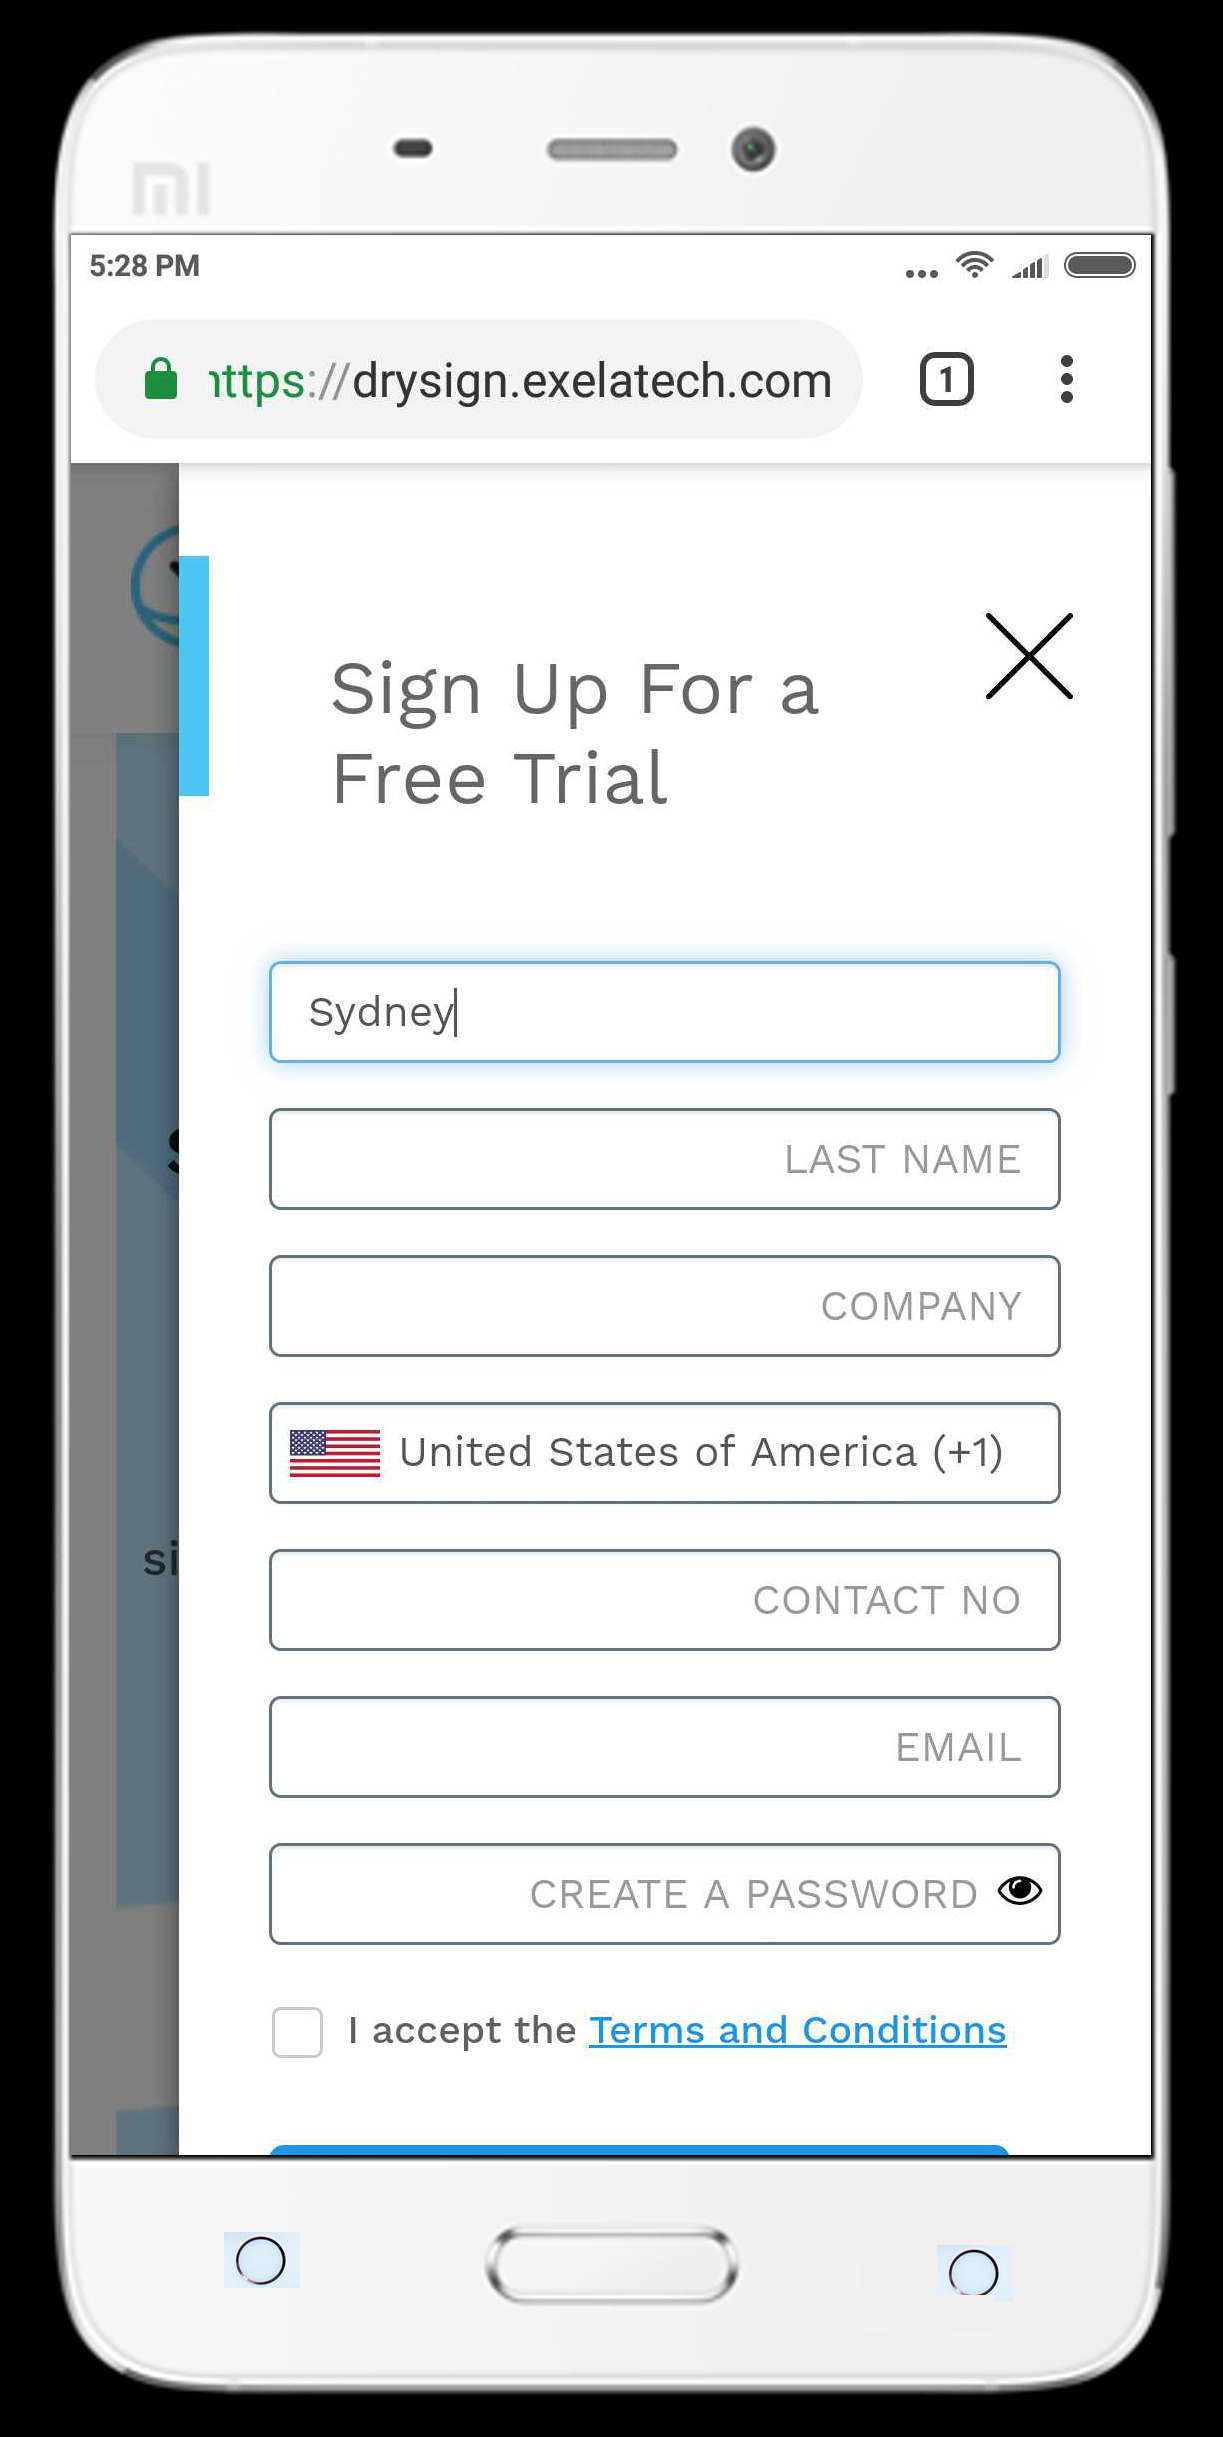 mi
5:28 PM
https://drysign.exelatech.com
1
Sign Up For a
Free Trial
Sydney
LAST NAME
COMPANY
United States of America (+1)
CONTACT NO
si
EMAIL
CREATE A PASSWORD
I accept the Terms and Conditions